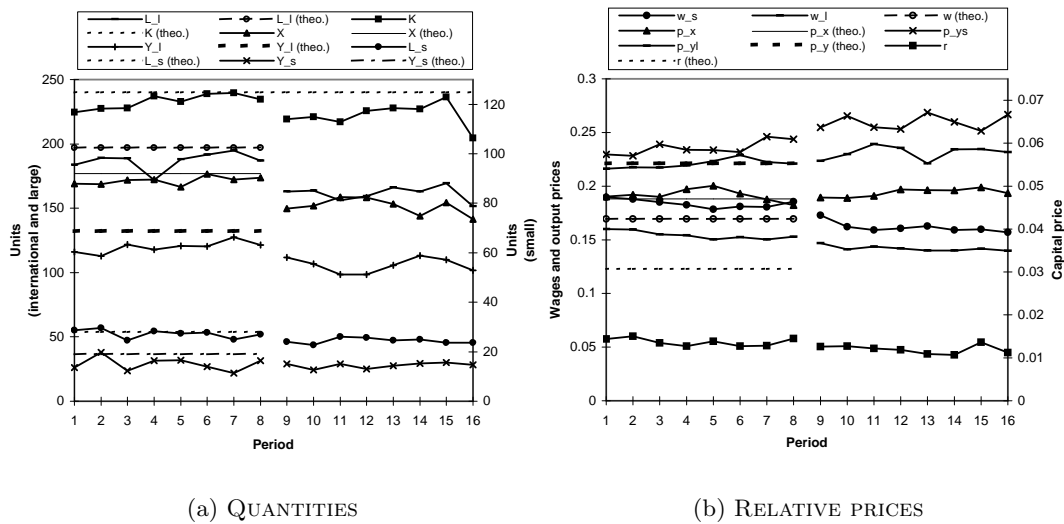 L_l L_l (theo.) K
K (theo.) X X (theo.)
Y_l Y_l (theo.) L_s
L_s (theo.) Y_s Y_s (theo.)
250
200
150
100
50
0
Units
(international and large)
120
100
80
60
40
20
0
Units
(small)
1 2 3 4 5 6 7 8 9 10 11 12 13 14 15 16
Period
(a) QUANTITIES
w_s w_l w (theo.)
p_x p_x (theo.) p_ys
p_yl p_y (theo.) r
r (theo.)
0.3
0.25
0.2
0.15
0.1
0.05
0
Wages and output prices
0.07
0.06
0.05
0.04
0.03
0.02
0.01
0
Capital price
1 2 3 4 5 6 7 8 9 10 11 12 13 14 15 16
Period
(b) RELATIVE PRICES